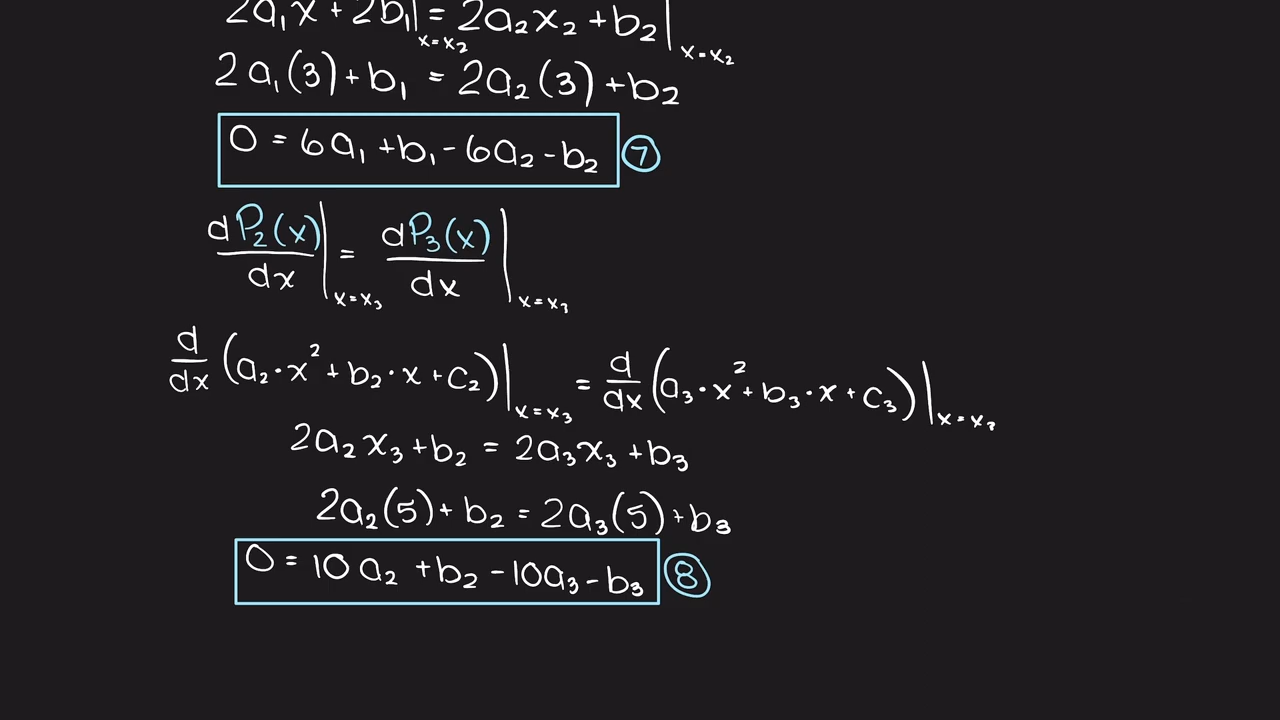 2a₁x + 2b₁|ₓ₌ₓ₂ = 2a₂x₂ + b₂|ₓ₌ₓ₂
2a₁(3) + b₁ = 2a₂(3) + b₂
0 = 6a₁ + b₁ - 6a₂ - b₂ ⑦
dP₂(x)/dx|ₓ₌ₓ₃ = dP₃(x)/dx|ₓ₌ₓ₃
d/dx (a₂·x² + b₂·x + c₂)|ₓ₌ₓ₃ = d/dx (a₃·x² + b₃·x + c₃)|ₓ₌ₓ₃
2a₂x₃ + b₂ = 2a₃x₃ + b₃
2a₂(5) + b₂ = 2a₃(5) + b₃
0 = 10a₂ + b₂ - 10a₃ - b₃ ⑧